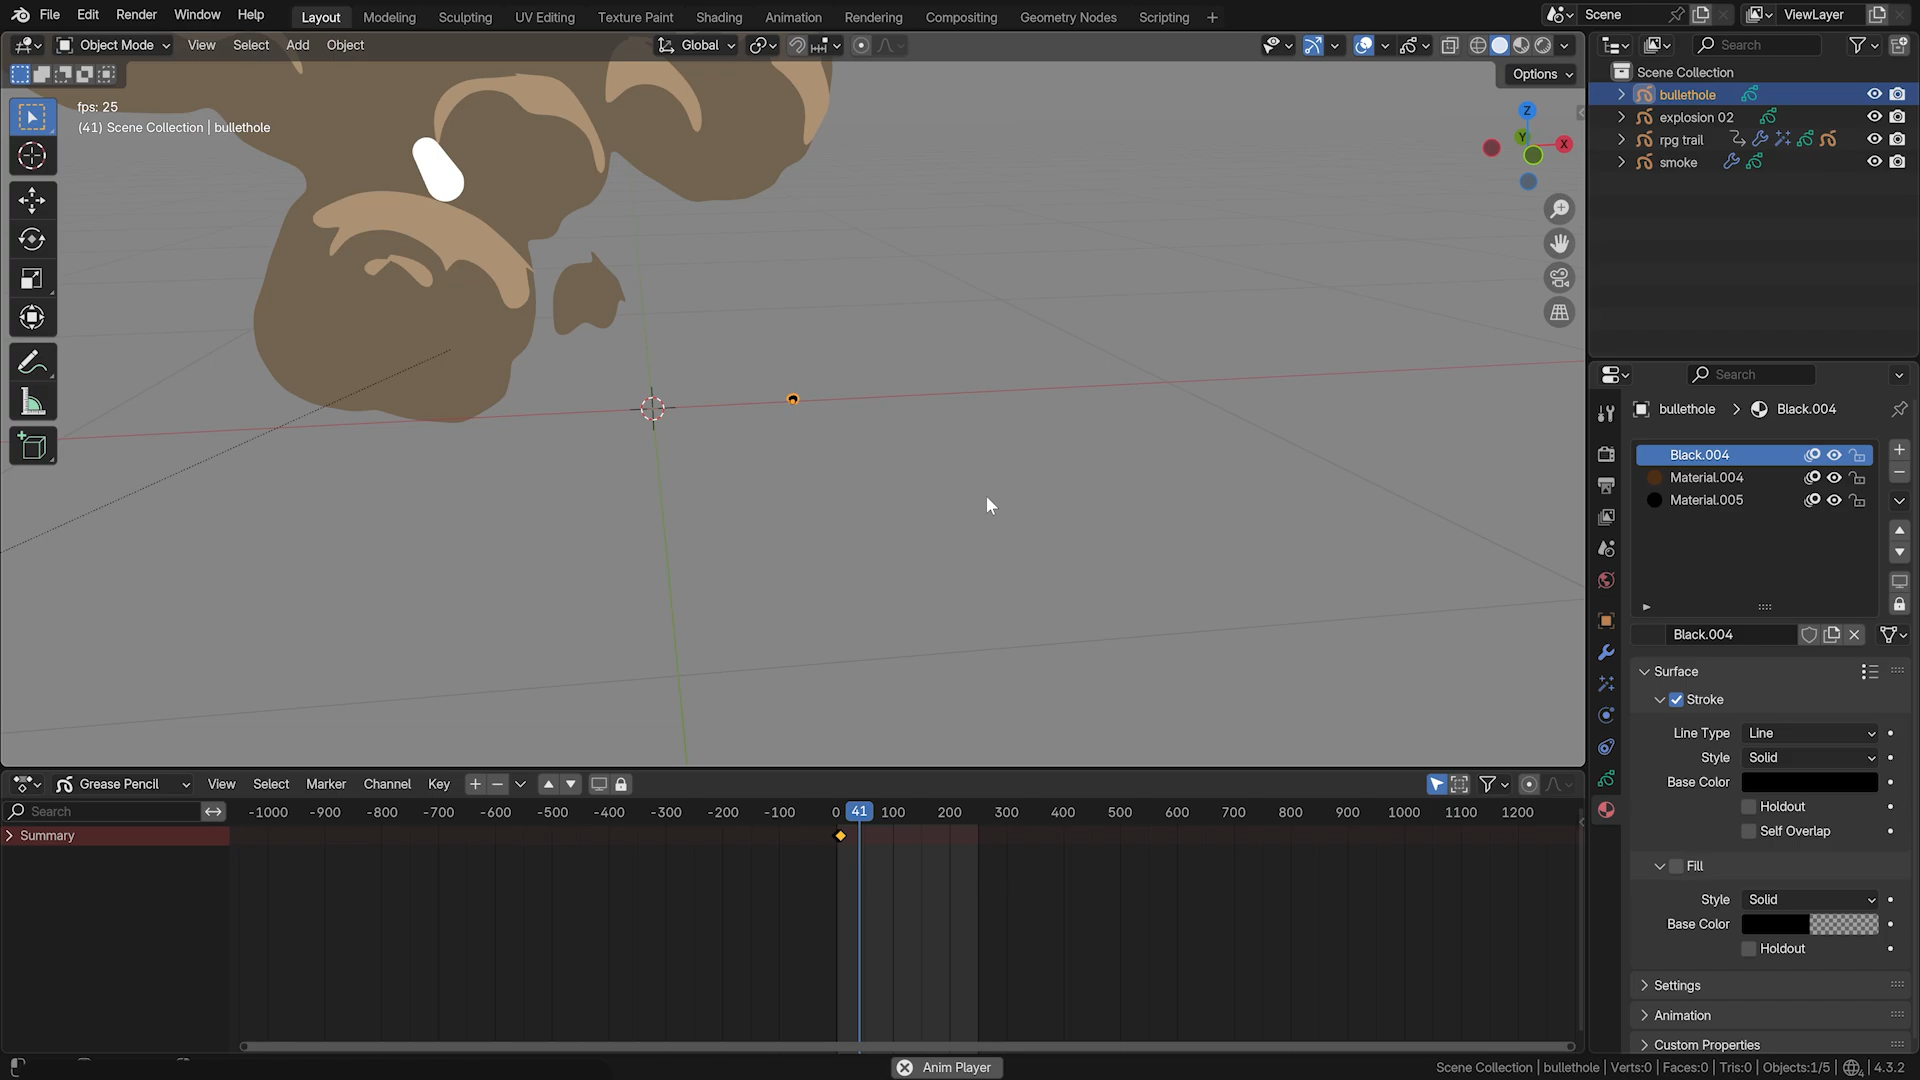 File Edit Render Window Help Layout Modeling Sculpting UV Editing Texture Paint Shading Animation Rendering Compositing Geometry Nodes Scripting Scene ViewLayer
Object Mode View Select Add Object Global Search
Options
Scene Collection
bullethole
explosion 02
rpg trail
smoke
fps: 25
(41) Scene Collection | bullethole
Z
Y
X
Search
bullethole Black.004
Black.004
Material.004
Material.005
Black.004
Surface
Stroke
Line Type Line
Style Solid
Base Color
Holdout
Self Overlap
Fill
Style Solid
Base Color
Holdout
Settings
Animation
Custom Properties
Grease Pencil View Select Marker Channel Key
Search -1000 -900 -800 -700 -600 -500 -400 -300 -200 -100 0 41 100 200 300 400 500 600 700 800 900 1000 1100 1200
Summary
Anim Player Scene Collection | bullethole | Verts:0 | Faces:0 | Tris:0 | Objects:1/5 | 4.3.2